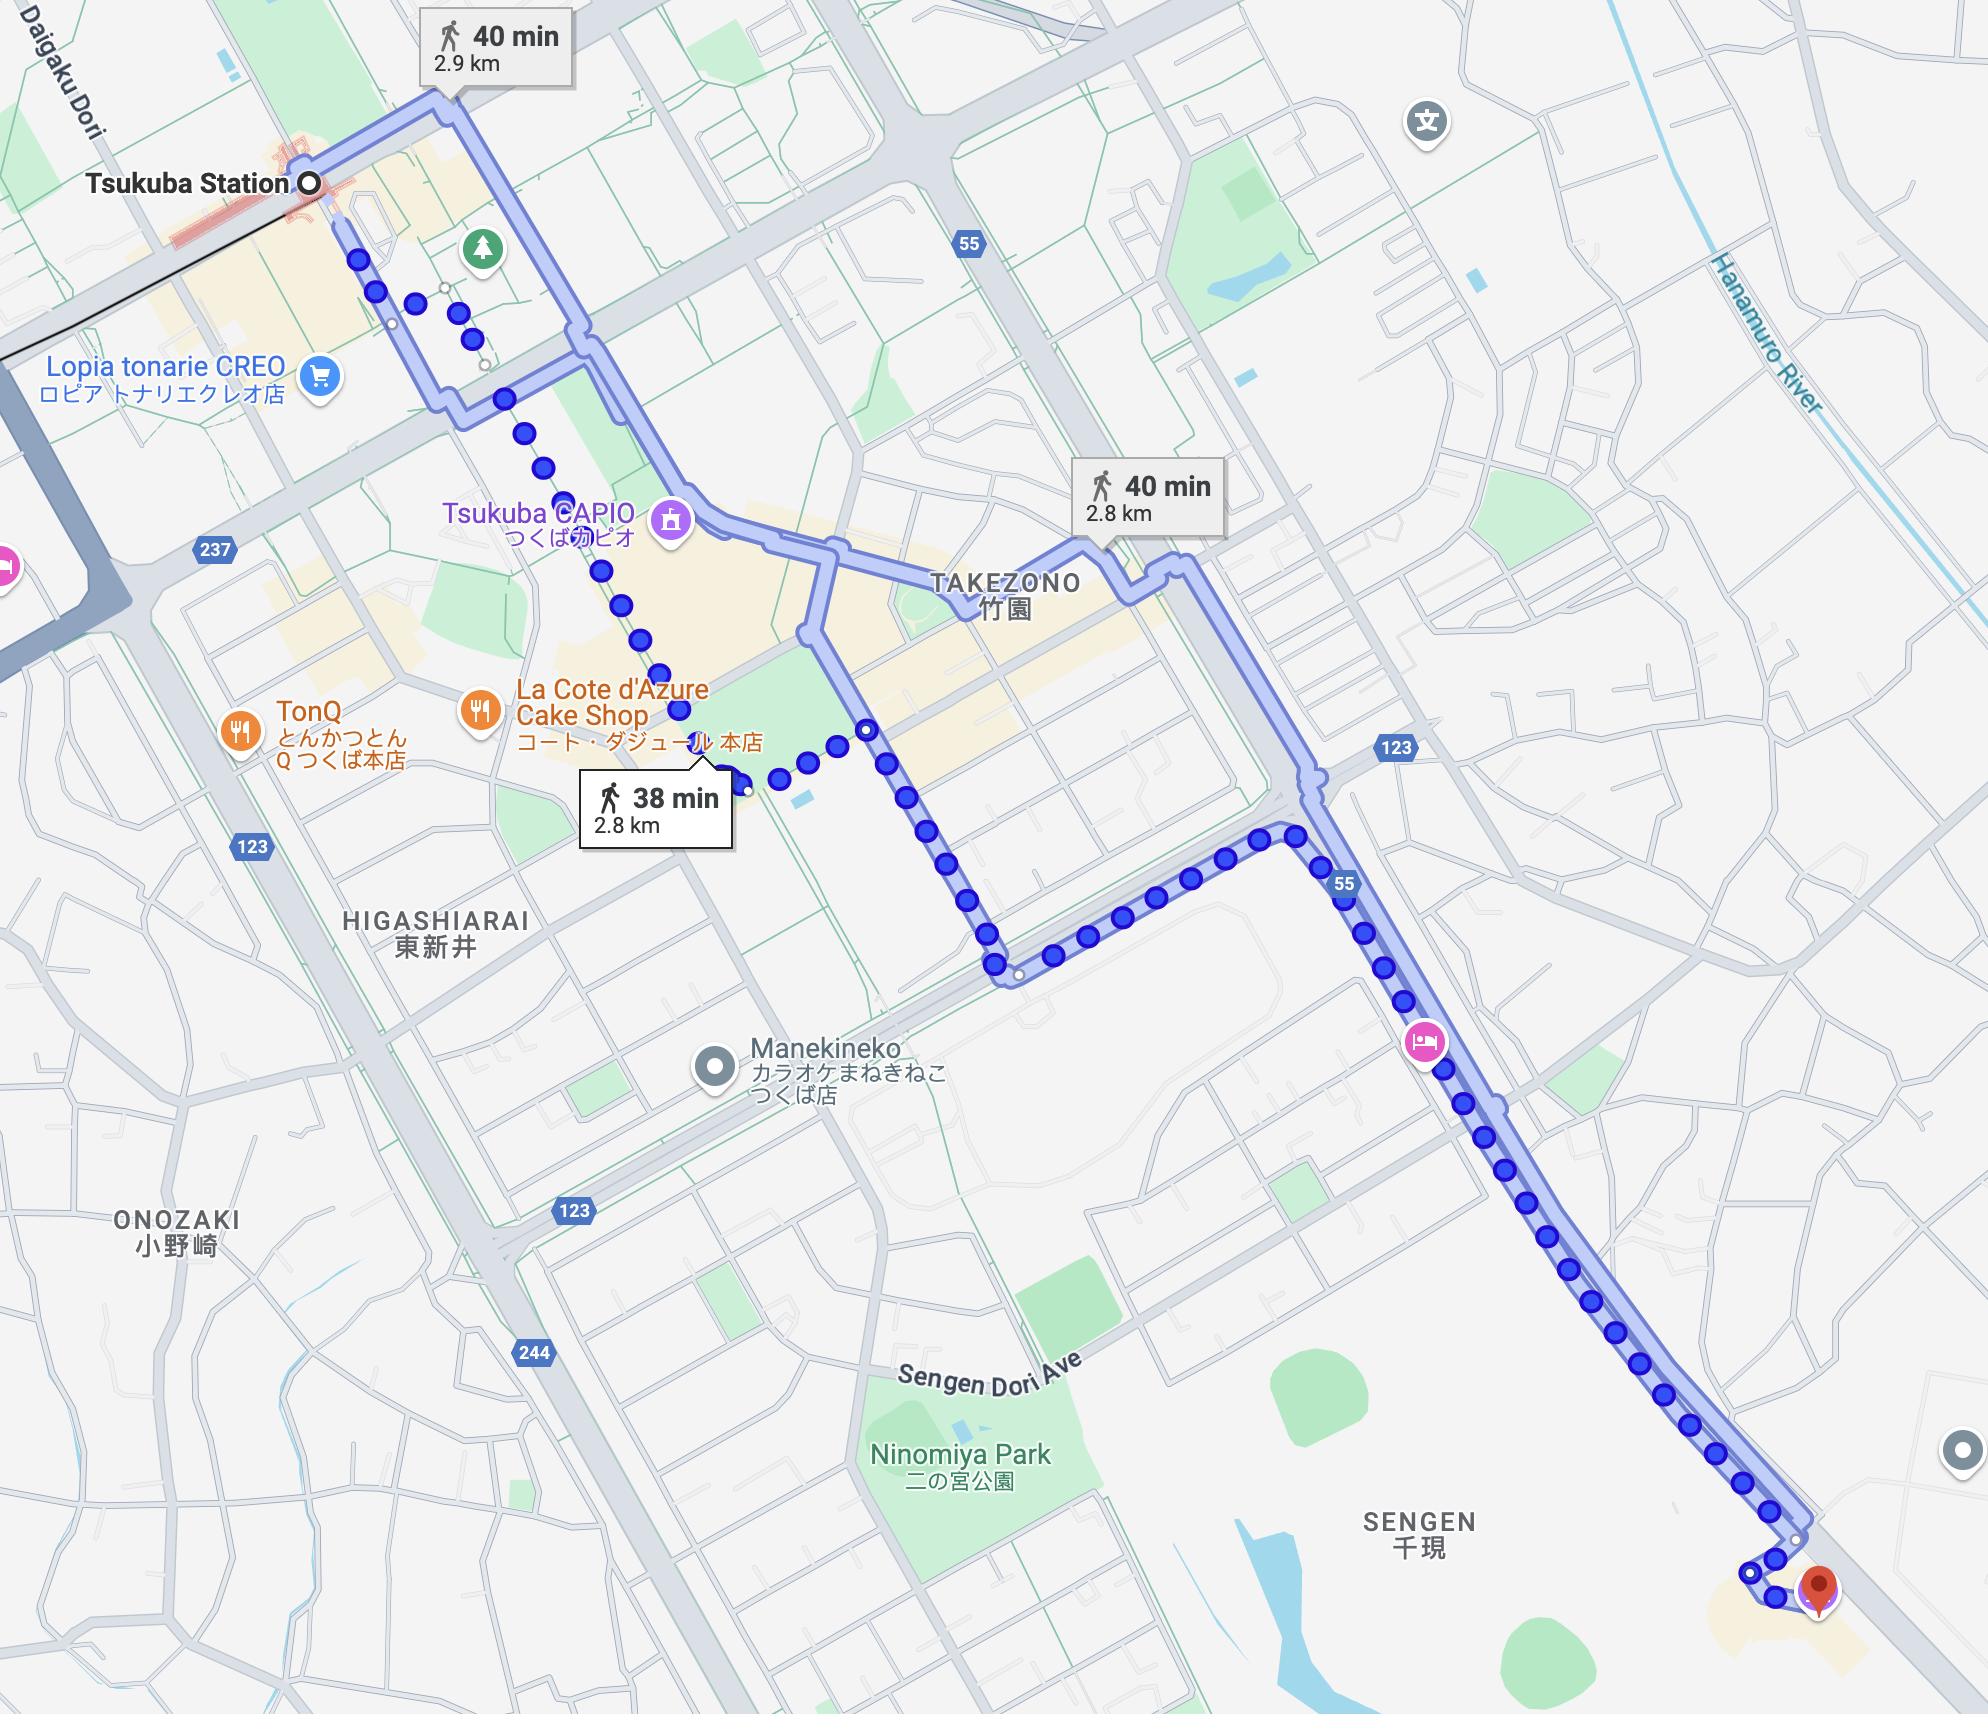 Daigaku Dori
40 min
2.9 km
Tsukuba Station
55
Hanamuro River
Lopia tonarie CREO
ロピア トナリエクレオ店
40 min
2.8 km
Tsukuba CAPIO
つくばカピオ
237
TAKEZONO
竹園
La Cote d'Azure
Cake Shop
コート・ダジュール 本店
TonQ
とんかつとん
Q つくば本店
123
38 min
2.8 km
123
55
HIGASHIARAI
東新井
Manekineko
カラオケまねきねこ
つくば店
123
ONOZAKI
小野崎
244
Sengen Dori Ave
Ninomiya Park
二の宮公園
SENGEN
千現
文